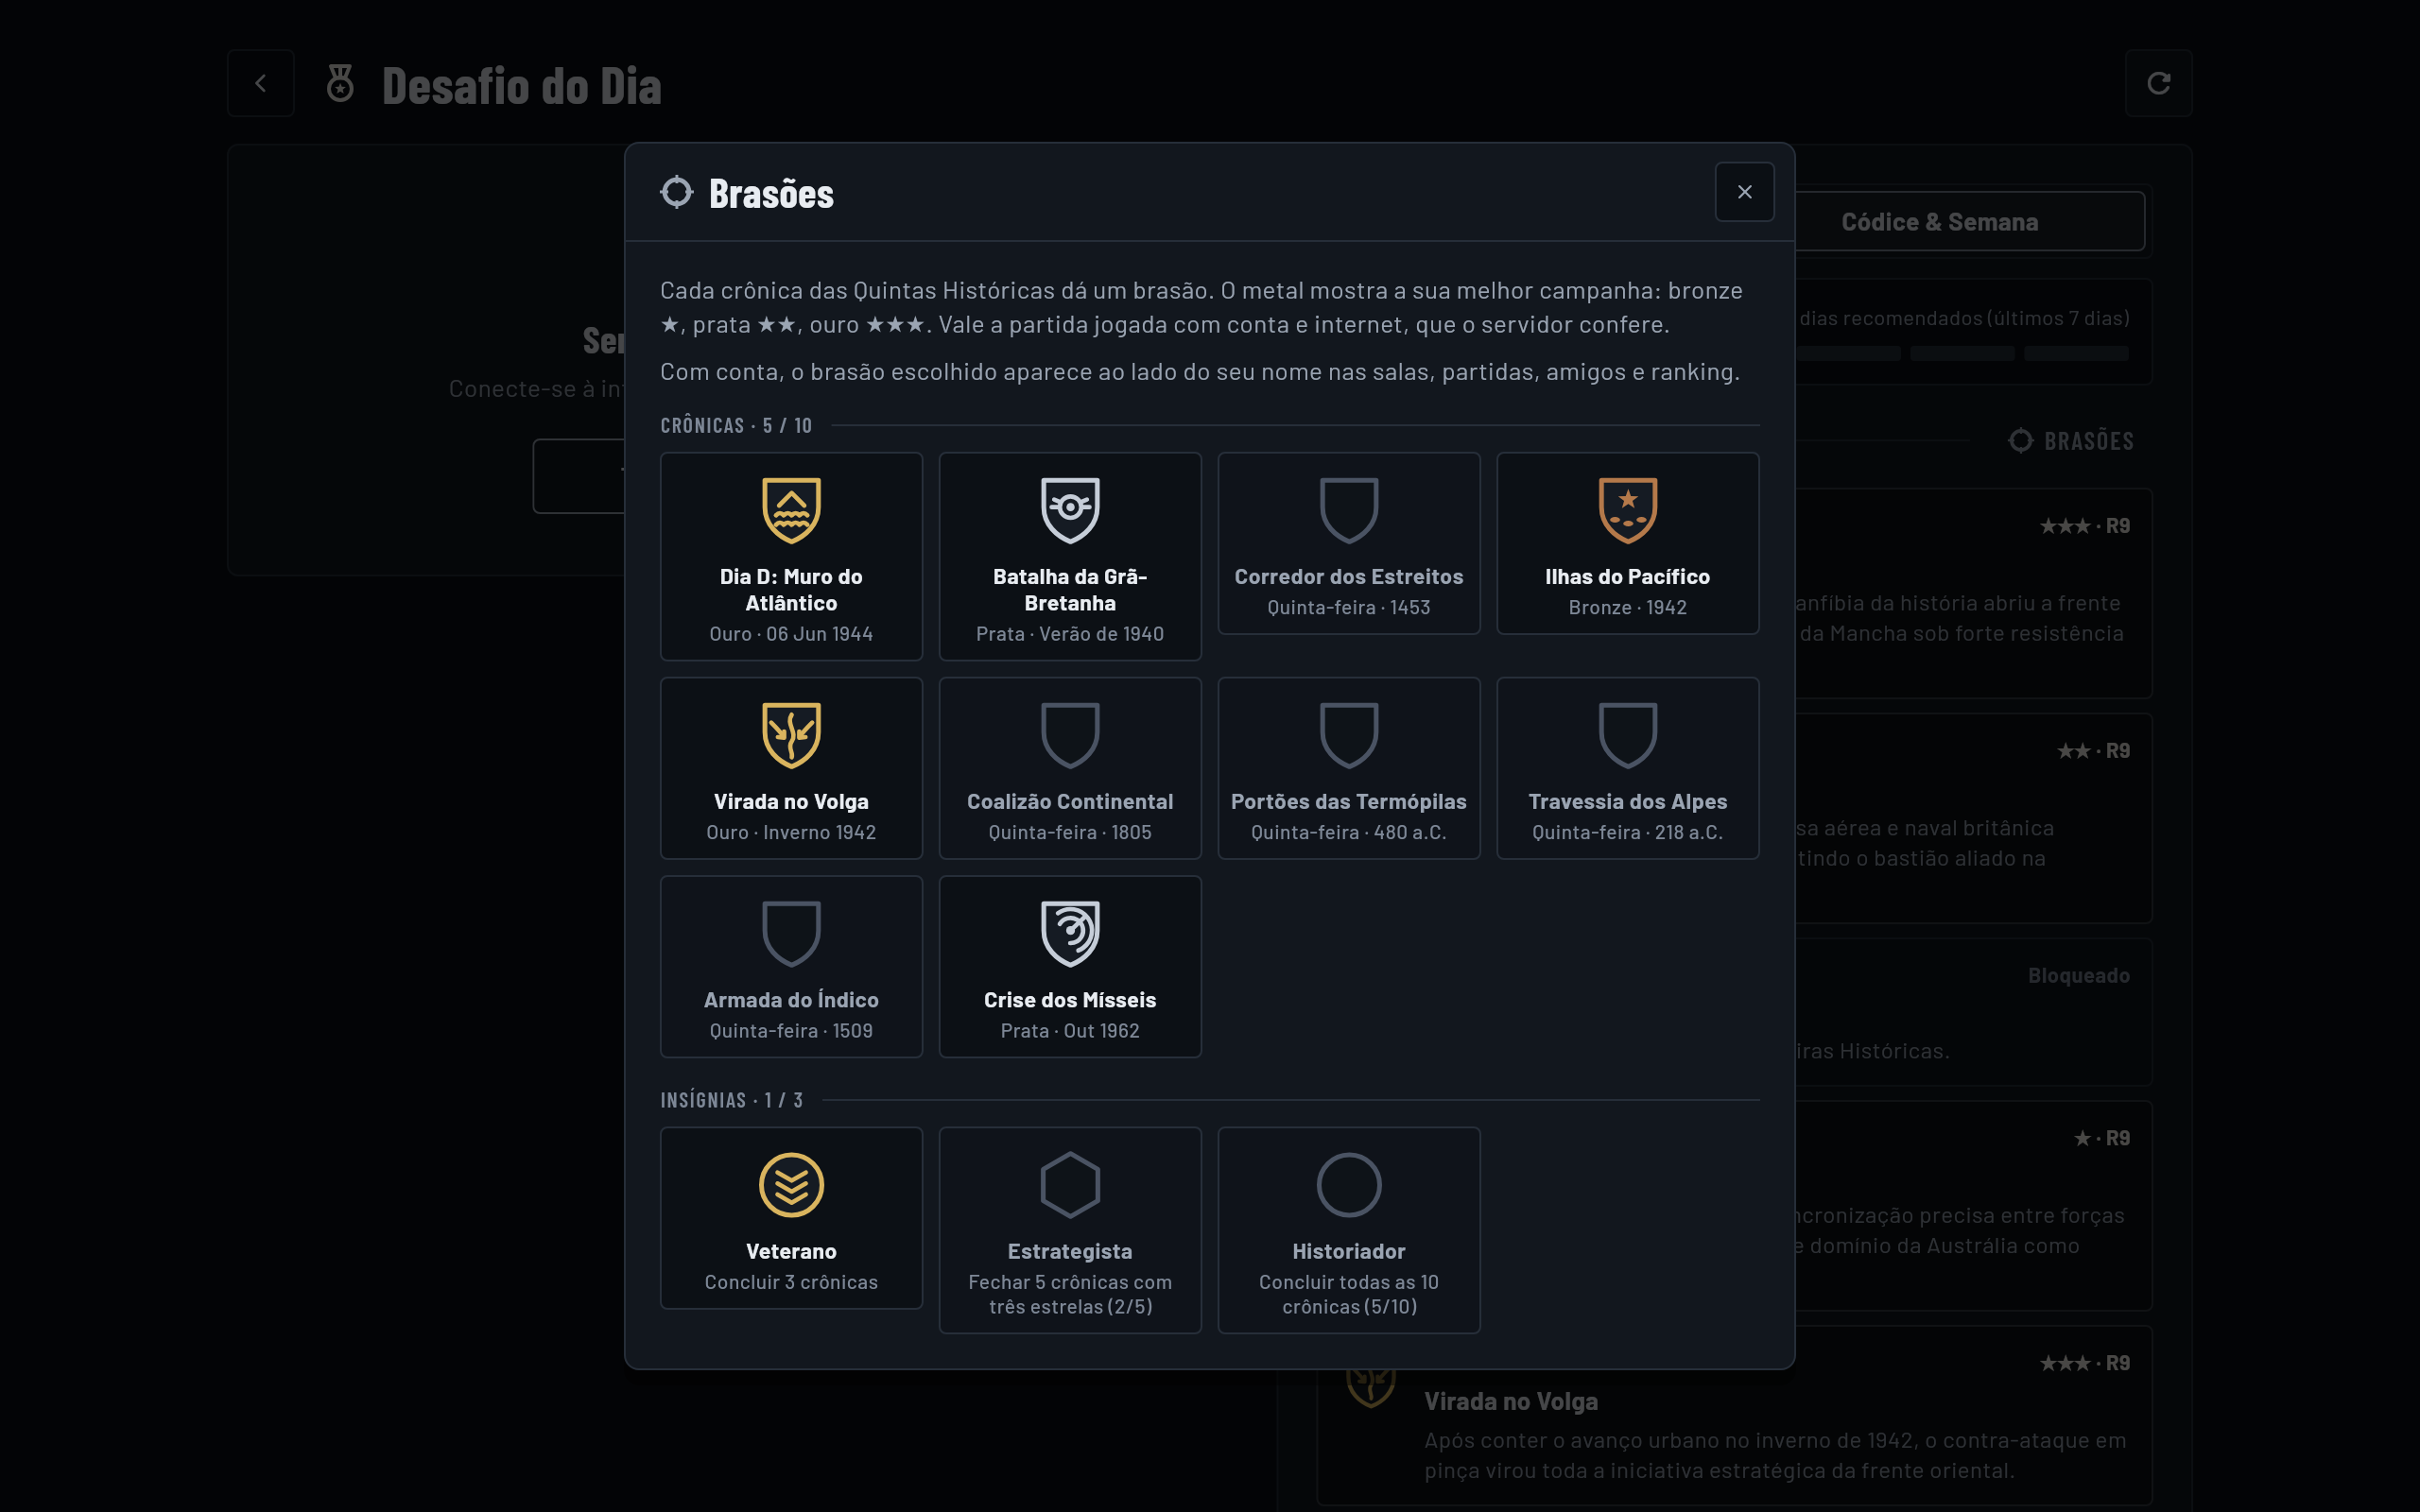 Desafio do Dia
Brasões
Códice & Semana
Cada crônica das Quintas Históricas dá um brasão. O metal mostra a sua melhor campanha: bronze
★, prata ★★, ouro ★★★. Vale a partida jogada com conta e internet, que o servidor confere.
Com conta, o brasão escolhido aparece ao lado do seu nome nas salas, partidas, amigos e ranking.
CRÔNICAS · 5 / 10
Dia D: Muro do
Atlântico
Ouro · 06 Jun 1944
Batalha da Grã-
Bretanha
Prata · Verão de 1940
Corredor dos Estreitos
Quinta-feira · 1453
Ilhas do Pacífico
Bronze · 1942
Virada no Volga
Ouro · Inverno 1942
Coalizão Continental
Quinta-feira · 1805
Portões das Termópilas
Quinta-feira · 480 a.C.
Travessia dos Alpes
Quinta-feira · 218 a.C.
Armada do Índico
Quinta-feira · 1509
Crise dos Mísseis
Prata · Out 1962
INSÍGNIAS · 1 / 3
Veterano
Concluir 3 crônicas
Estrategista
Fechar 5 crônicas com
três estrelas (2/5)
Historiador
Concluir todas as 10
crônicas (5/10)
Conecte-se à
dias recomendados (últimos 7 dias)
BRASÕES
★★★ · R9
anfíbia da história abriu a frente
da Mancha sob forte resistência
★★ · R9
aérea e naval britânica
o bastião aliado na
Bloqueado
Históricas.
★ · R9
precisa entre forças
domínio da Austrália como
★★★ · R9
Virada no Volga
Após conter o avanço urbano no inverno de 1942, o contra-ataque em
pinça virou toda a iniciativa estratégica da frente oriental.